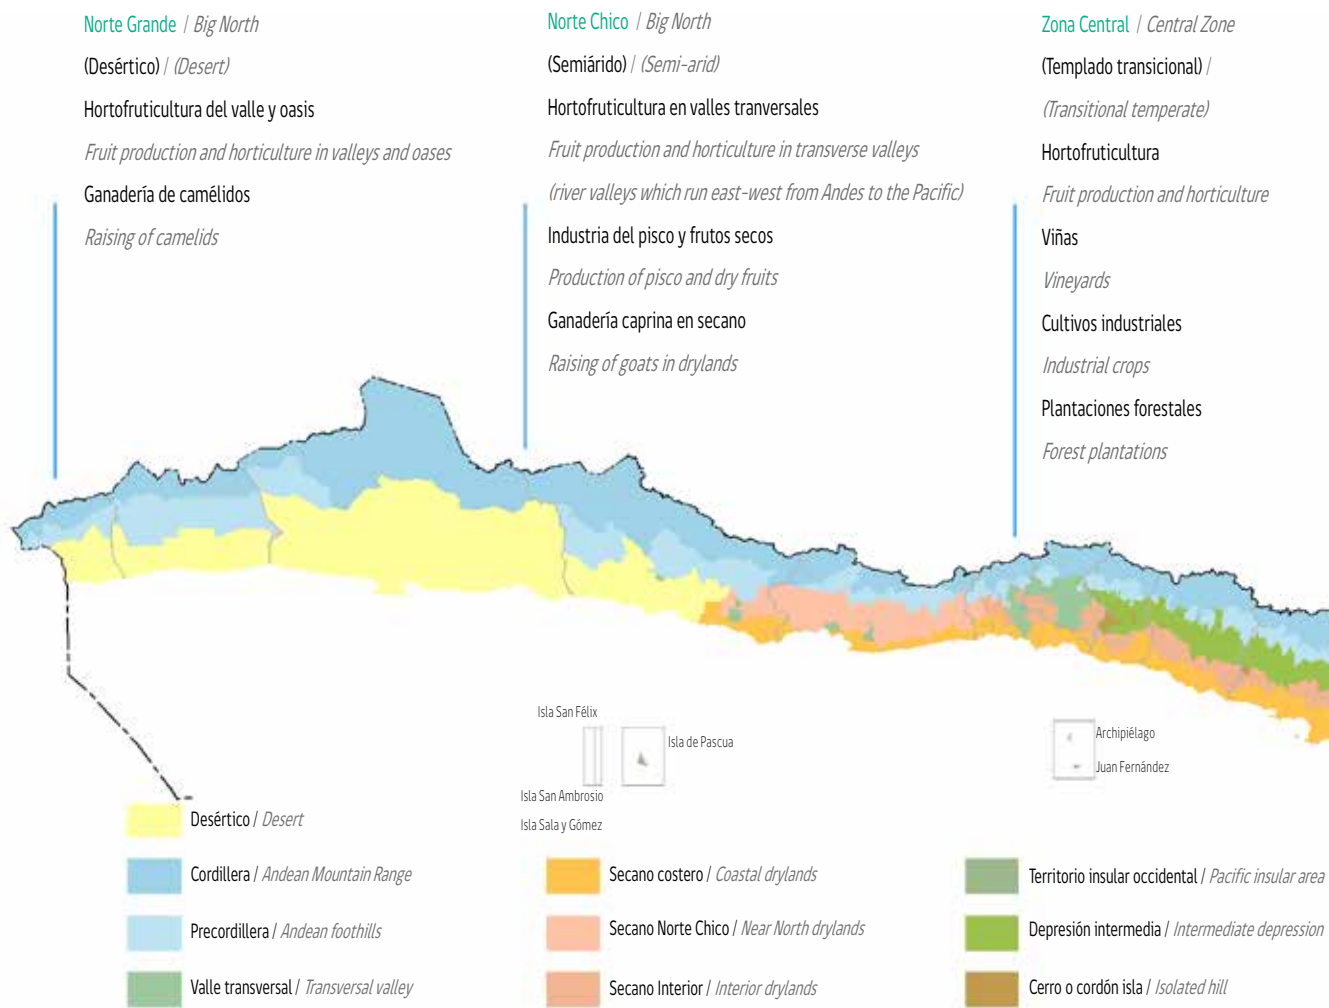 Norte Grande / Big North
(Desértico) / (Desert)
Hortofruticultura del valle y oasis
Fruit production and horticulture in valleys and oases
Ganadería de camélidos
Raising of camelids
Norte Chico / Big North
(Semiárido) / (Semi-arid)
Hortofruticultura en valles tranversales
Fruit production and horticulture in transverse valleys
(river valleys which run east-west from Andes to the Pacific)
Industria del pisco y frutos secos
Production of pisco and dry fruits
Ganadería caprina en secano
Raising of goats in drylands
Zona Central / Central Zone
(Templado transicional) /
(Transitional temperate)
Hortofruticultura
Fruit production and horticulture
Viñas
Vineyards
Cultivos industriales
Industrial crops
Plantaciones forestales
Forest plantations
Isla San Félix
Isla de Pascua
Isla San Ambrosio
Isla Sala y Gómez
Archipiélago
Juan Fernández
Desértico / Desert
Cordillera / Andean Mountain Range
Precordillera / Andean foothills
Valle transversal / Transversal valley
Secano costero / Coastal drylands
Secano Norte Chico / Near North drylands
Secano Interior / Interior drylands
Territorio insular occidental / Pacific insular area
Depresión intermedia / Intermediate depression
Cerro o cordón isla / Isolated hill